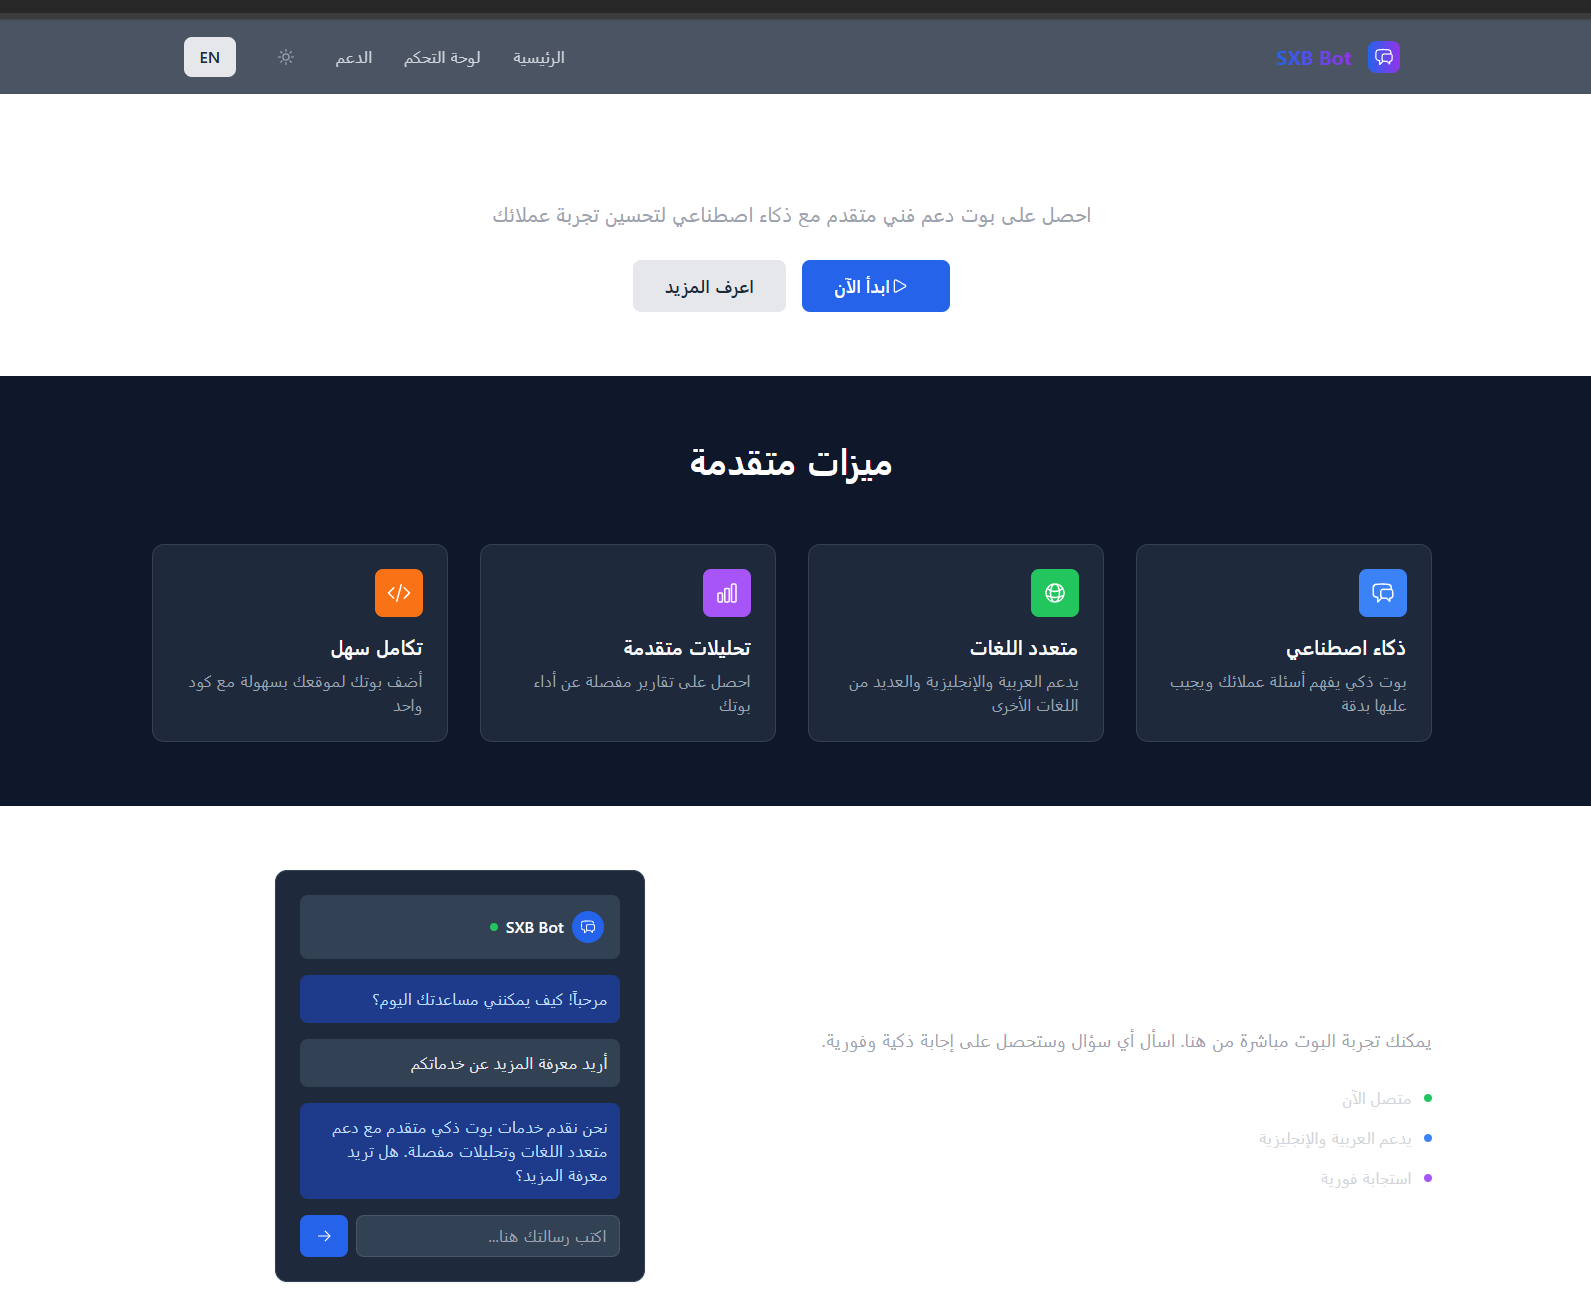 SXB Bot
الرئيسية
لوحة التحكم
الدعم
EN
احصل على بوت دعم فني متقدم مع ذكاء اصطناعي لتحسين تجربة عملائك
ابدأ الآن
اعرف المزيد
ميزات متقدمة
ذكاء اصطناعي
بوت ذكي يفهم أسئلة عملائك ويجيب
عليها بدقة
متعدد اللغات
يدعم العربية والإنجليزية والعديد من
اللغات الأخرى
تحليلات متقدمة
احصل على تقارير مفصلة عن أداء
بوتك
تكامل سهل
أضف بوتك لموقعك بسهولة مع كود
واحد
يمكنك تجربة البوت مباشرة من هنا. اسأل أي سؤال وستحصل على إجابة ذكية وفورية.
متصل الآن
يدعم العربية والإنجليزية
استجابة فورية
SXB Bot
مرحباً! كيف يمكنني مساعدتك اليوم؟
أريد معرفة المزيد عن خدماتكم
نحن نقدم خدمات بوت ذكي متقدم مع دعم
متعدد اللغات وتحليلات مفصلة. هل تريد
معرفة المزيد؟
اكتب رسالتك هنا...